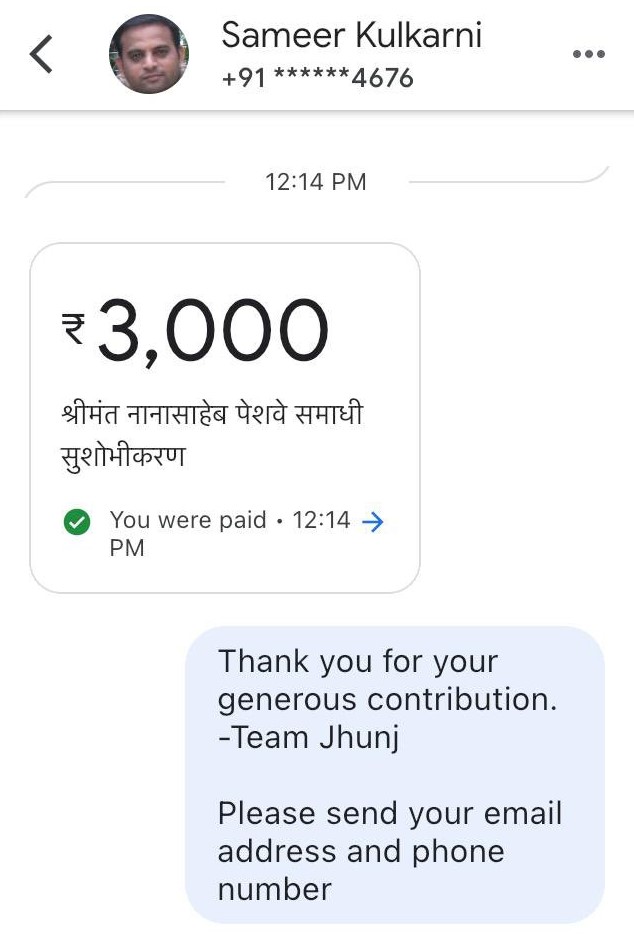 Sameer Kulkarni
+91 ******4676
12:14 PM
₹3,000
श्रीमंत नानासाहेब पेशवे समाधी
सुशोभीकरण
You were paid • 12:14
PM
Thank you for your
generous contribution.
-Team Jhunj
Please send your email
address and phone
number